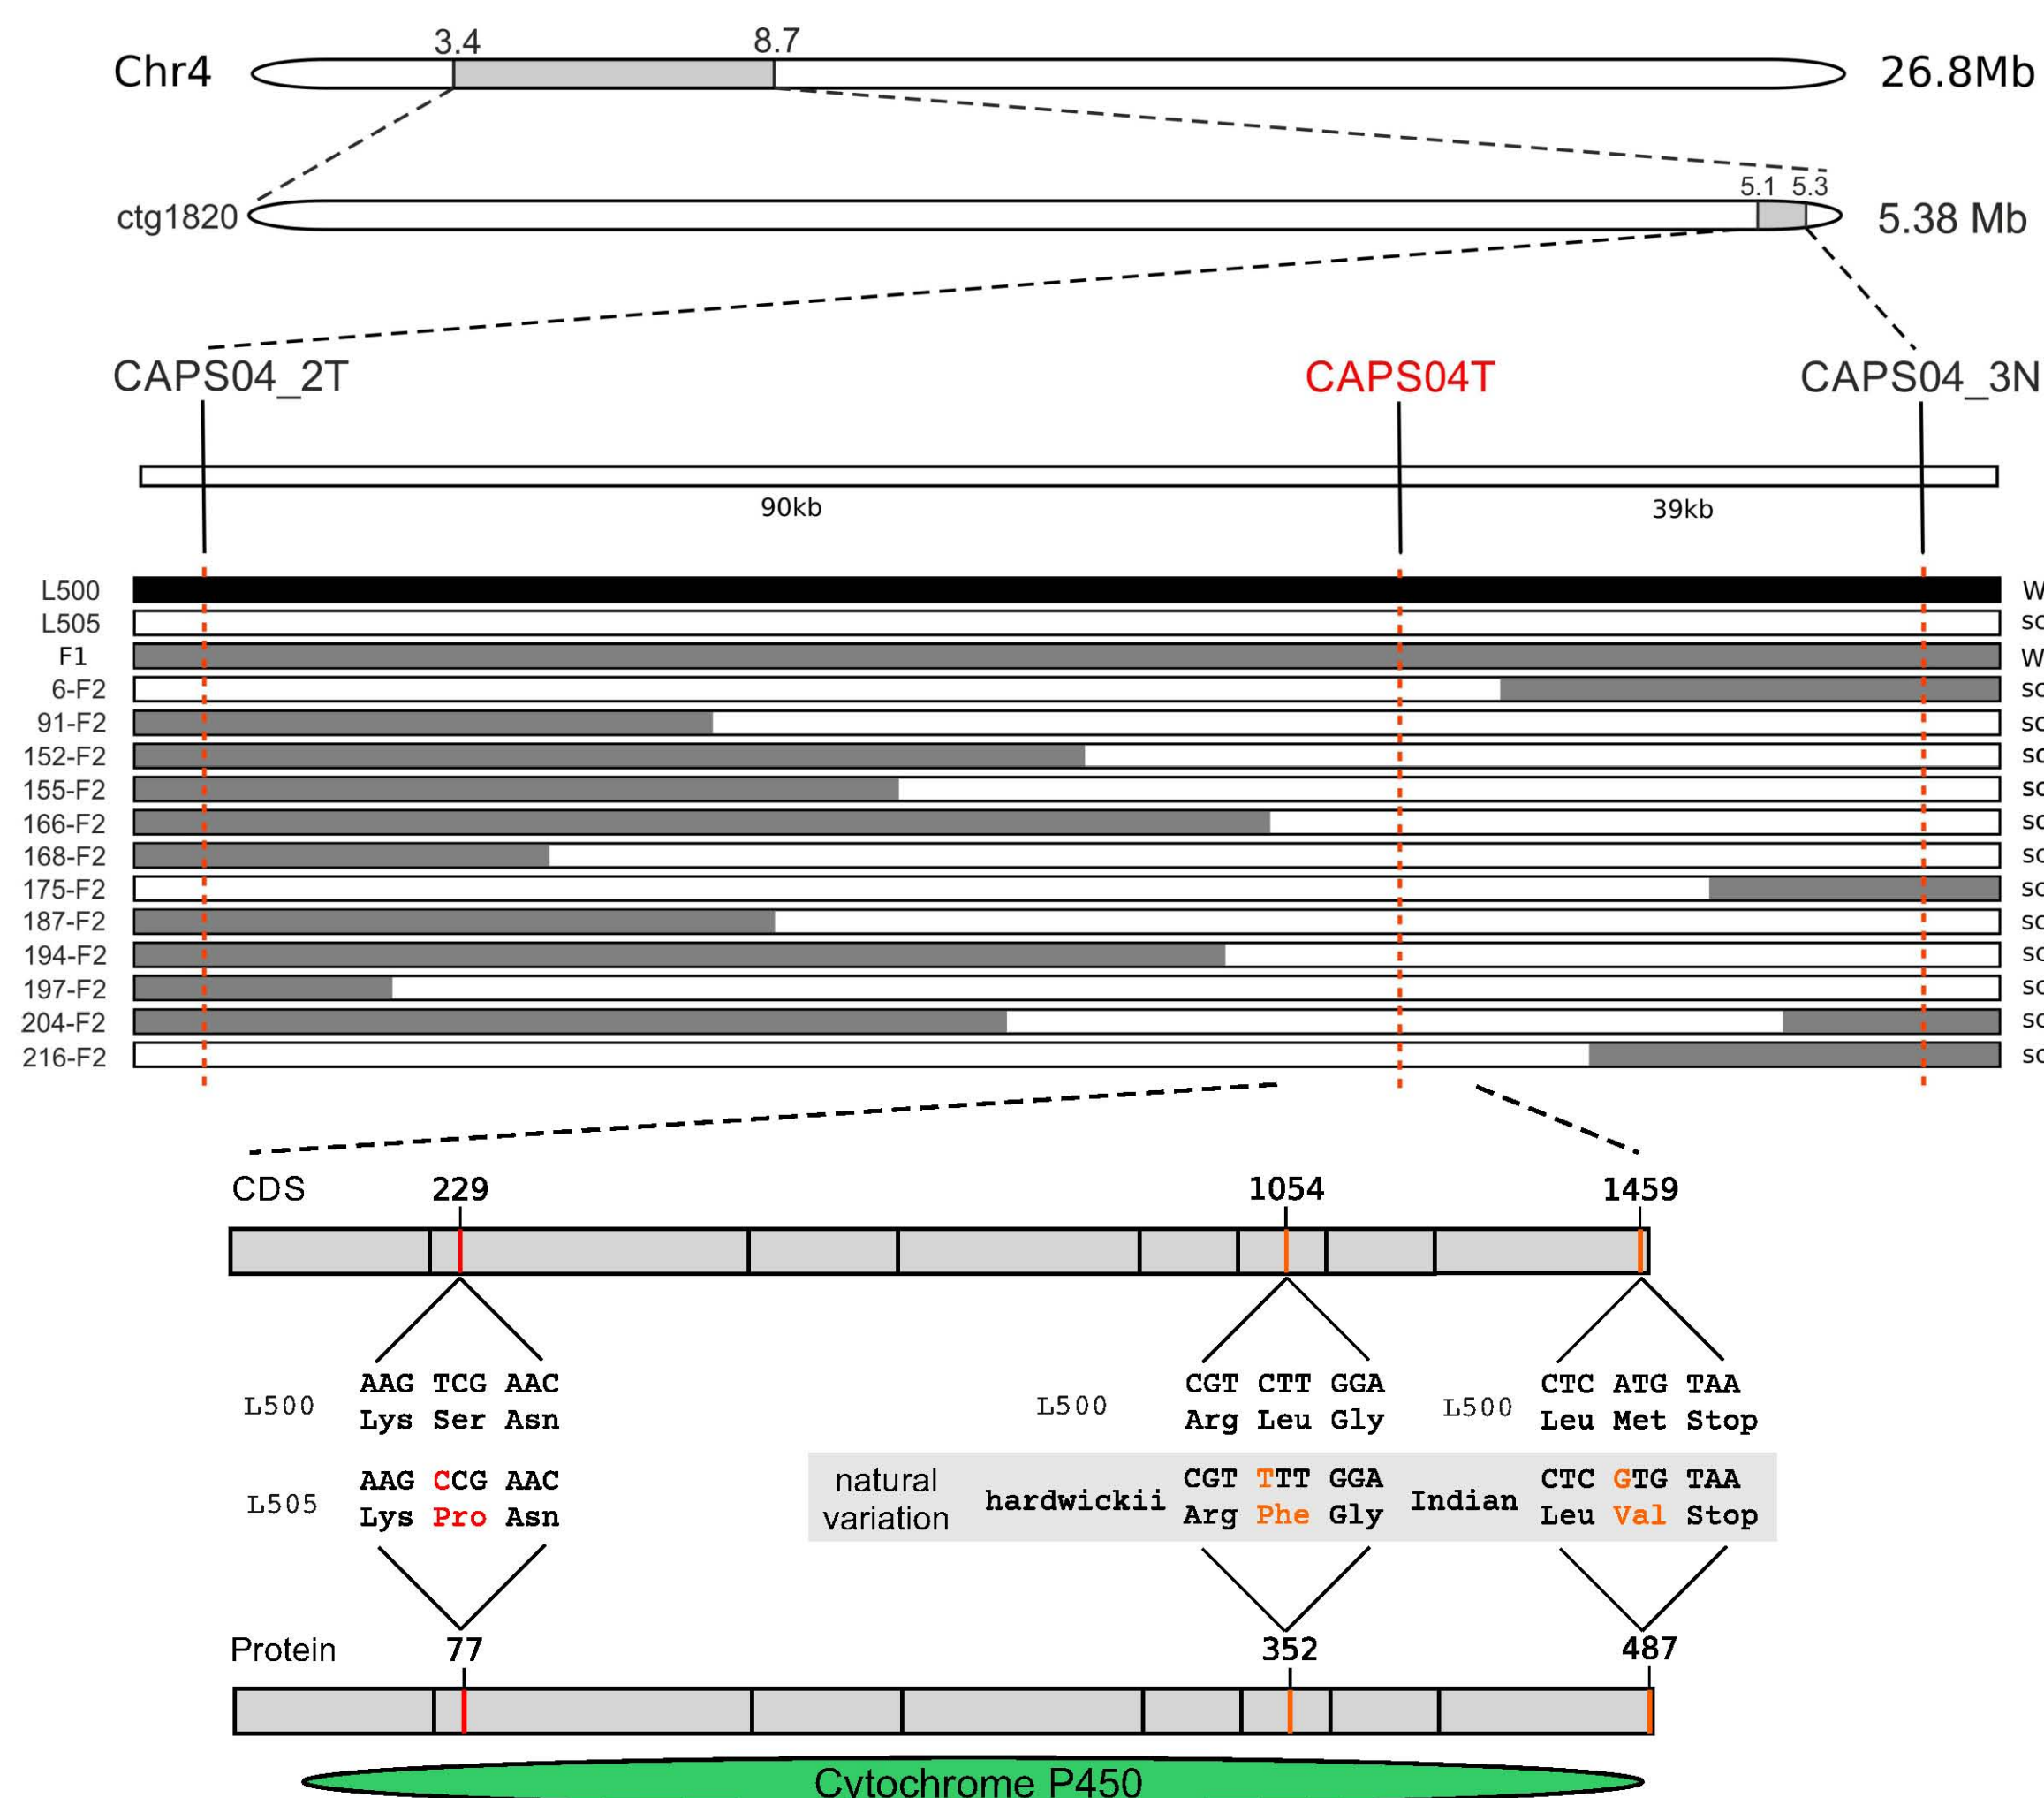 3.4 8.7
Chr4 26.8Mb
5.1 5.3
ctg1820 5.38 Mb
CAPS04_2T CAPS04T CAPS04_3N
90kb 39kb
L500
L505
F1
6-F2
91-F2
152-F2
155-F2
166-F2
168-F2
175-F2
187-F2
194-F2
197-F2
204-F2
216-F2
CDS 229 1054 1459
L500 AAG TCG AAC
Lys Ser Asn
L500 CGT CTT GGA
Arg Leu Gly
L500 CTC ATG TAA
Leu Met Stop
L505 AAG CCG AAC
Lys Pro Asn
natural
variation
hardwickii CGT TTT GGA
Arg Phe Gly
Indian CTC GTG TAA
Leu Val Stop
Protein 77 352 487
Cytochrome P450